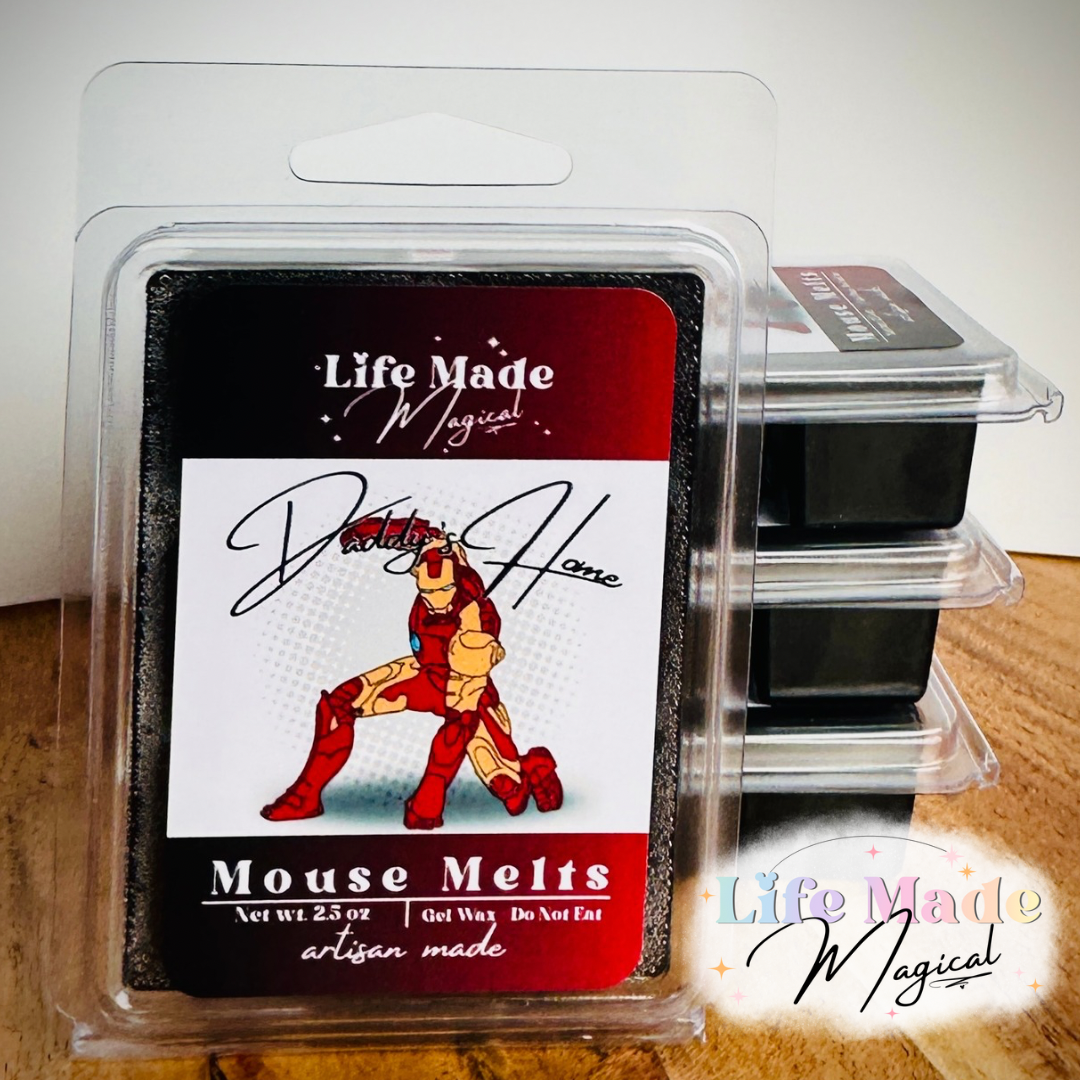 Life Made
Magical
Daddy's Home
Mouse Melts
Net wt. 2.5 oz | Gel Wax Do Not Eat
artisan made
Mouse Melts
Life Made
Magical